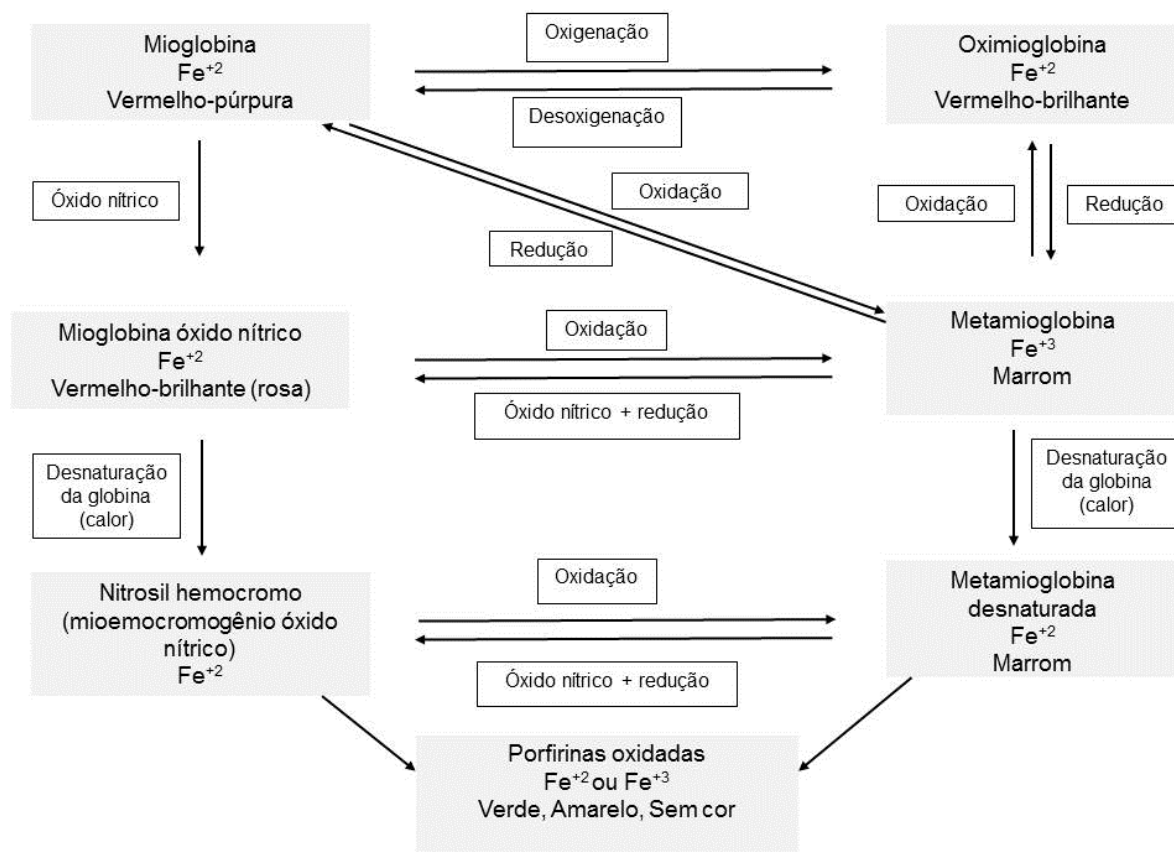 Mioglobina
Fe+2
Vermelho-púrpura
Oxigenação
Desoxigenação
Oximioglobina
Fe+2
Vermelho-brilhante
Óxido nítrico
Oxidação
Redução
Oxidação
Redução
Mioglobina óxido nítrico
Fe+2
Vermelho-brilhante (rosa)
Oxidação
Óxido nítrico + redução
Metamioglobina
Fe+3
Marrom
Desnaturação
da globina
(calor)
Desnaturação
da globina
(calor)
Nitrosil hemocromo
(mioemocromogênio óxido
nítrico)
Fe+2
Oxidação
Óxido nítrico + redução
Metamioglobina
desnaturada
Fe+2
Marrom
Porfirinas oxidadas
Fe+2 ou Fe+3
Verde, Amarelo, Sem cor